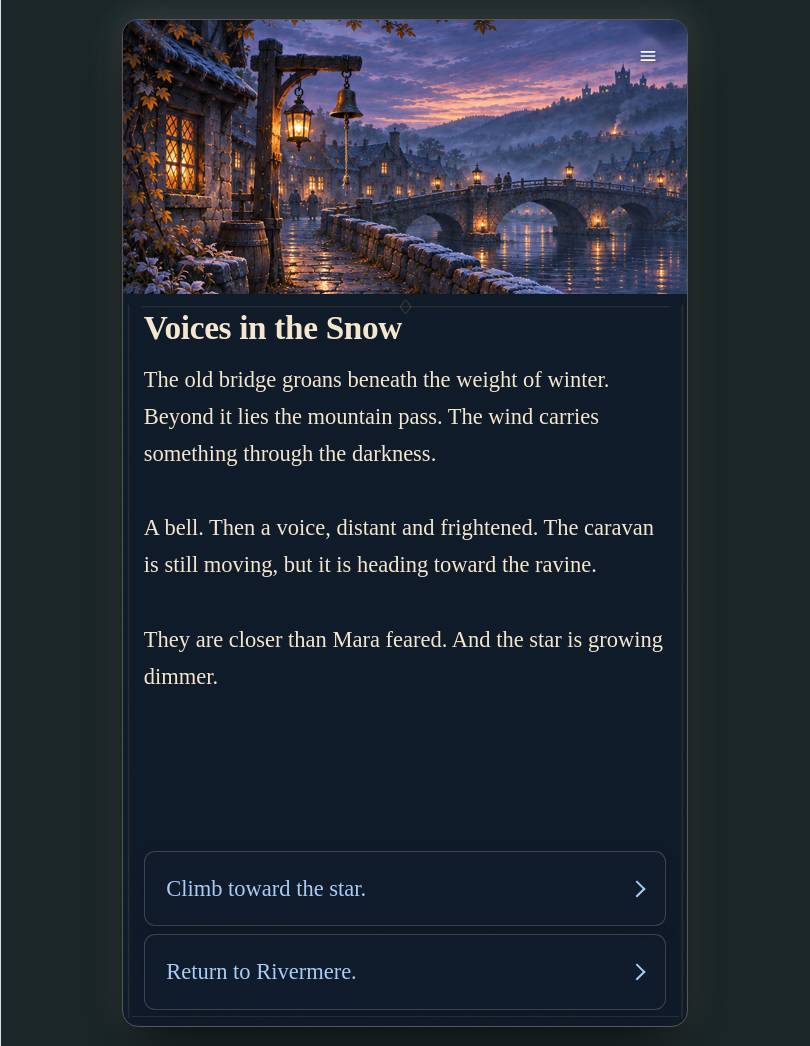 Voices in the Snow
The old bridge groans beneath the weight of winter.
Beyond it lies the mountain pass. The wind carries
something through the darkness.
A bell. Then a voice, distant and frightened. The caravan
is still moving, but it is heading toward the ravine.
They are closer than Mara feared. And the star is growing
dimmer.
Climb toward the star.
Return to Rivermere.